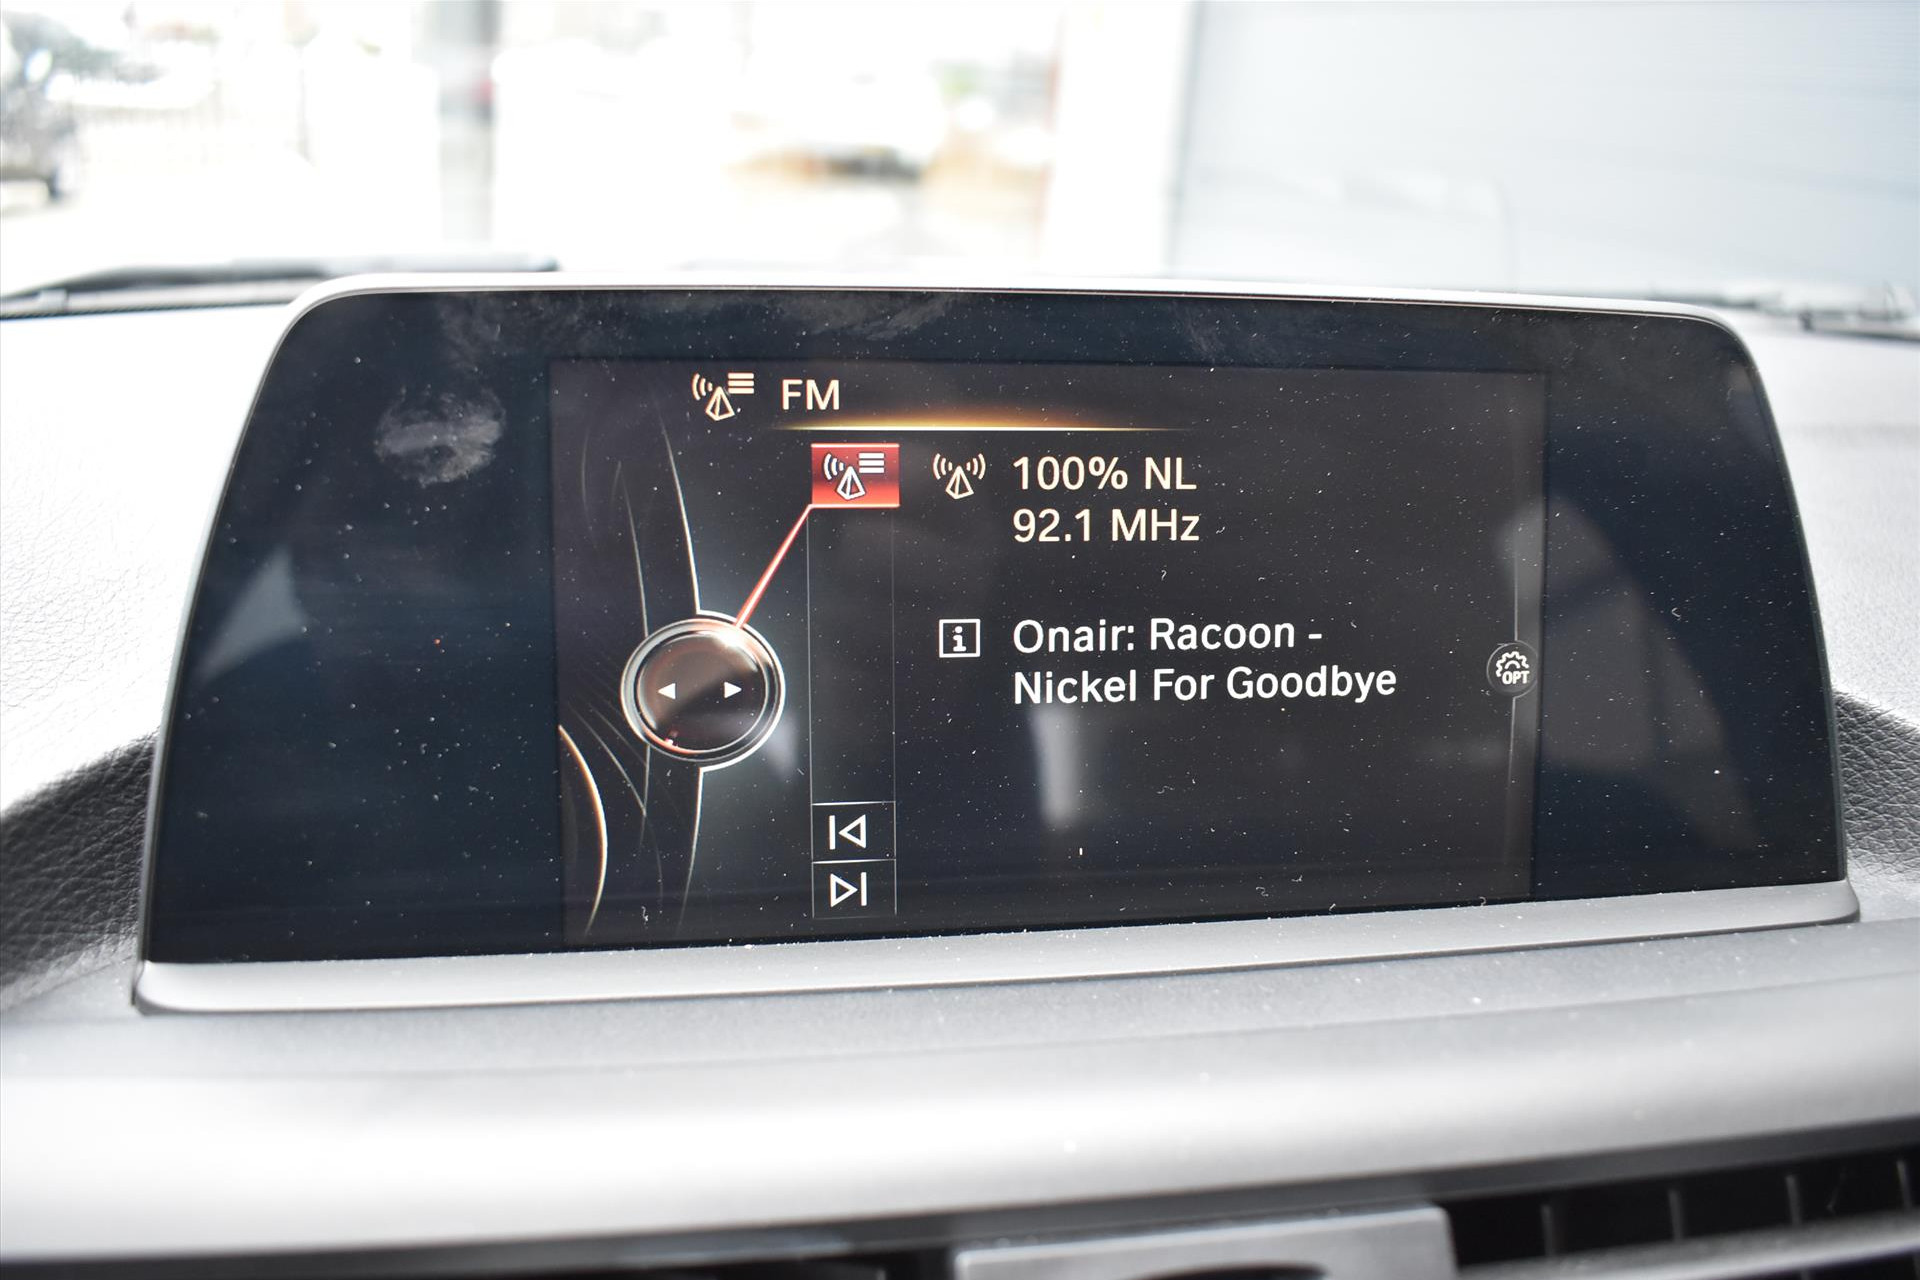 FM
100% NL
92.1 MHz
Onair: Racoon -
Nickel For Goodbye
OPT